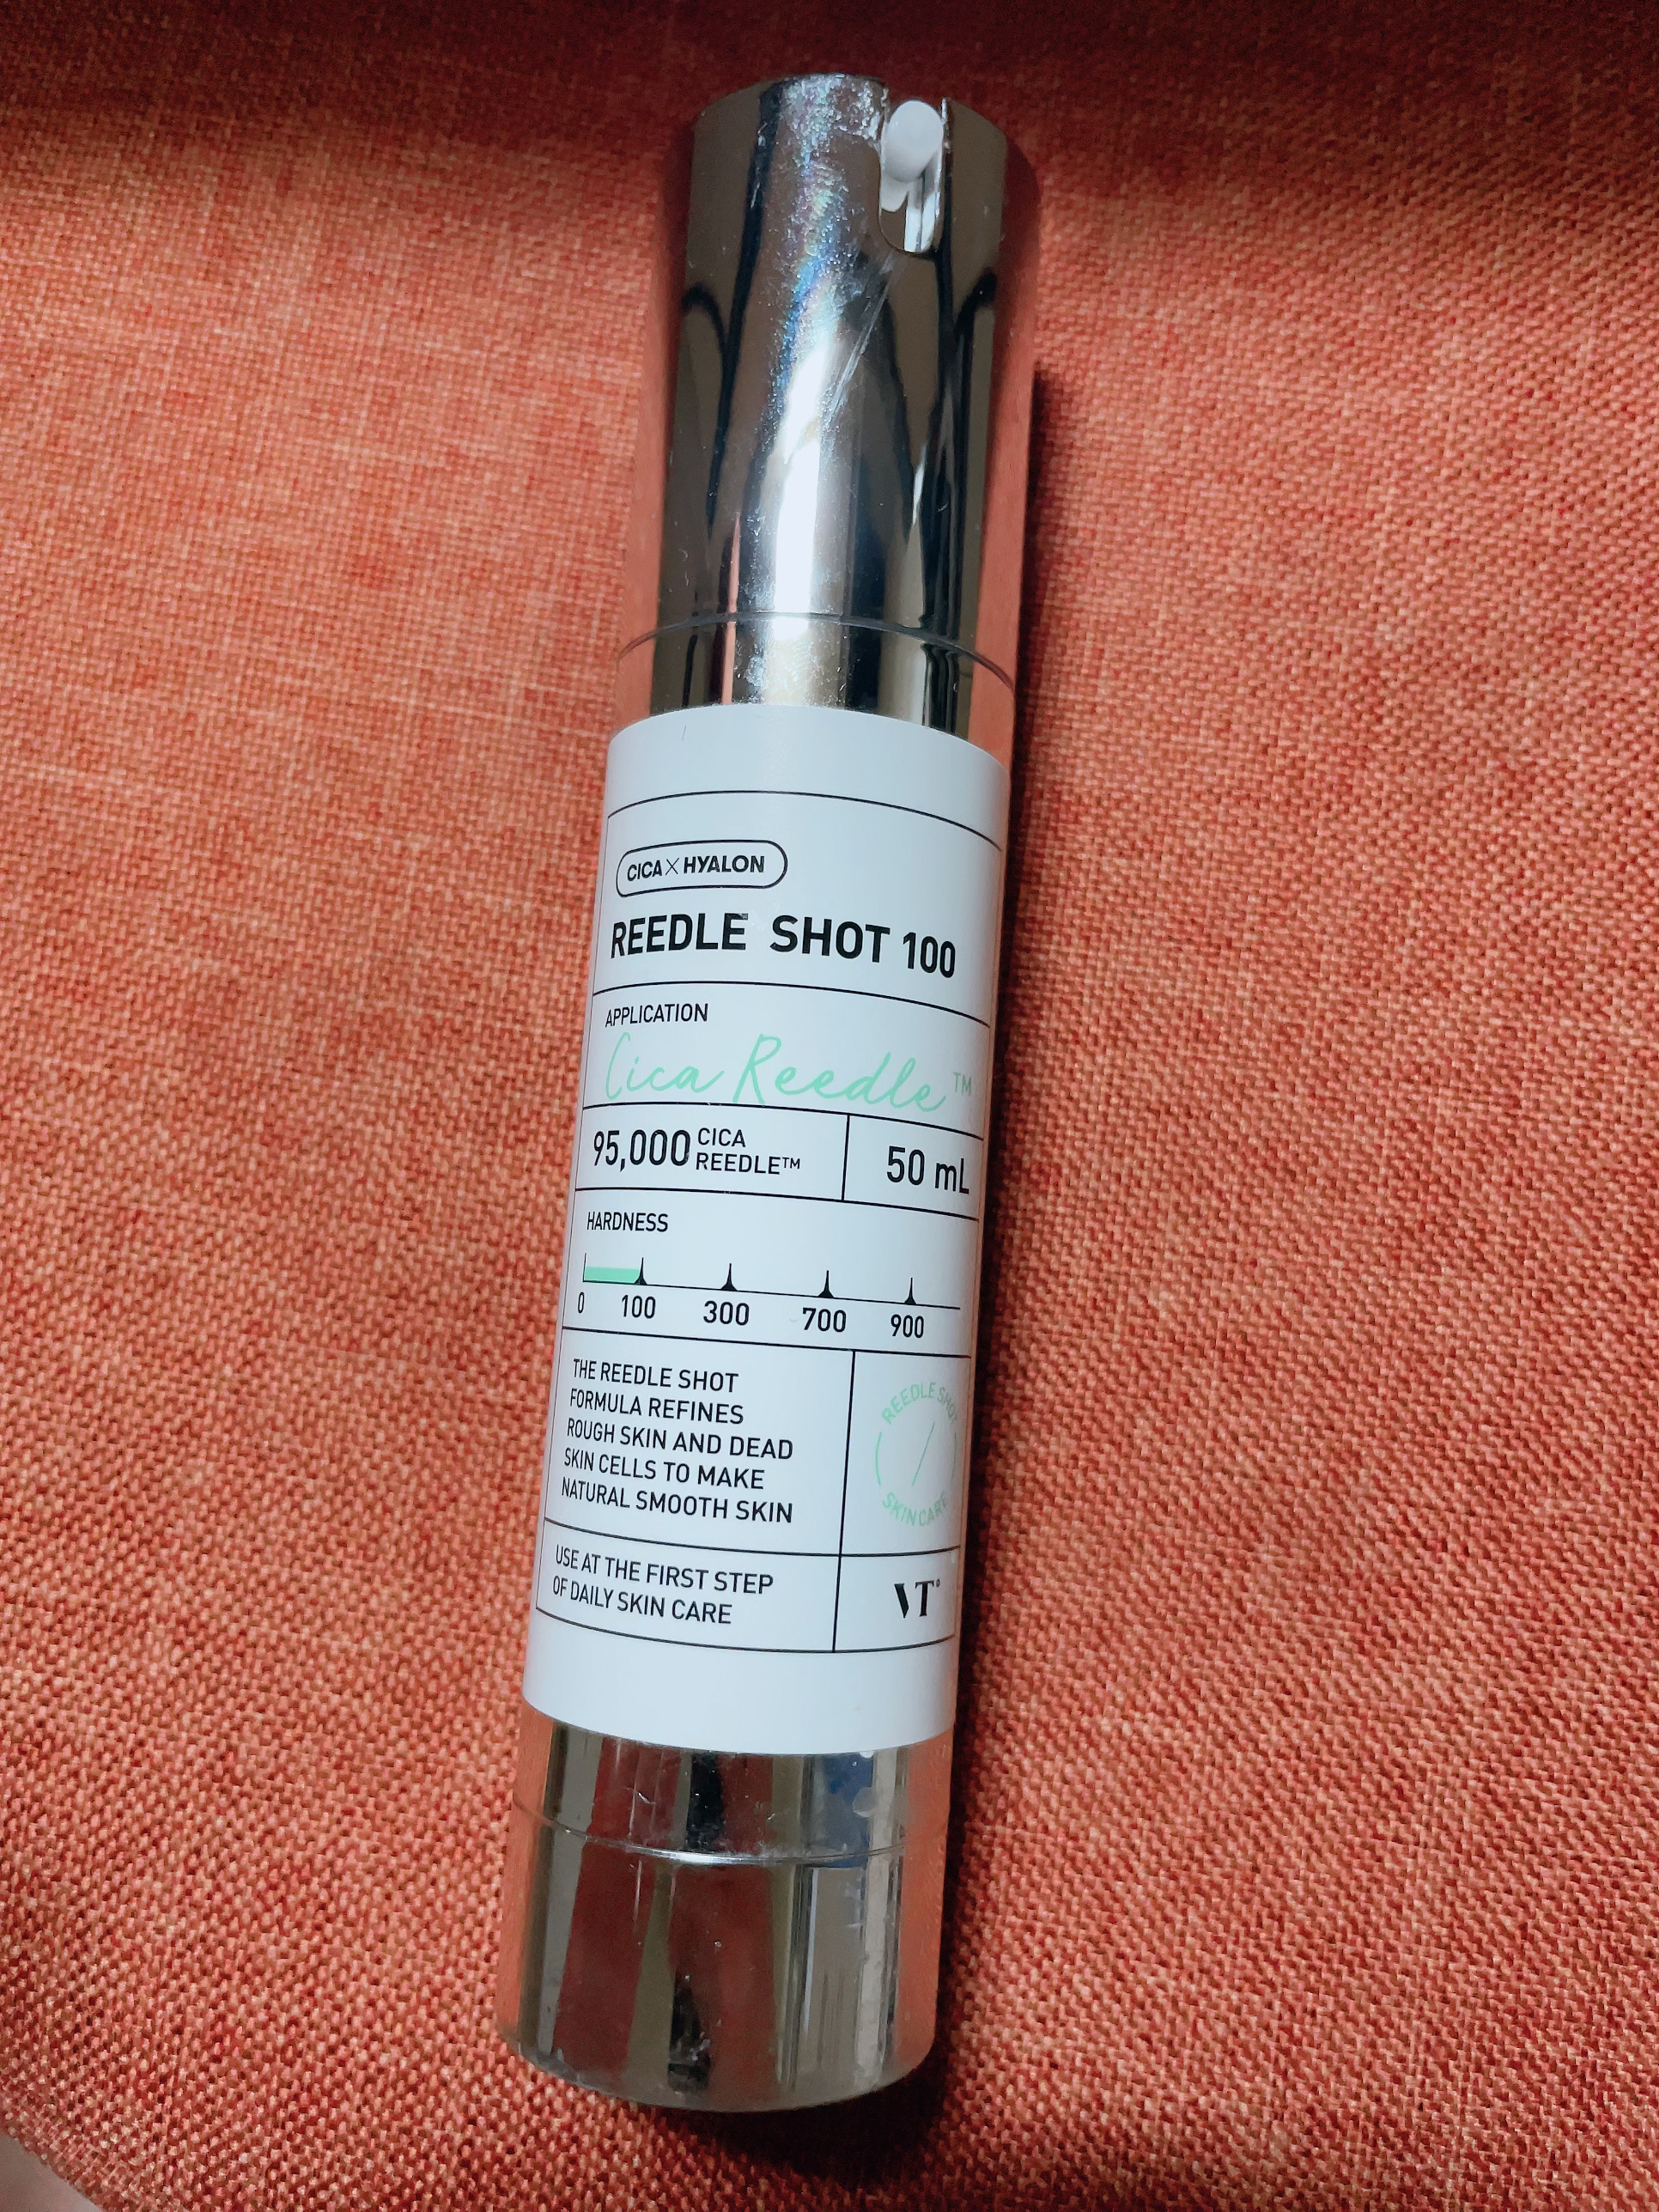 CICA X HYALON
REEDLE SHOT 100
APPLICATION
Cica Reedle™
95,000 CICA
REEDLE™
50 mL
HARDNESS
0 100 300 700 900
THE REEDLE SHOT
FORMULA REFINES
ROUGH SKIN AND DEAD
SKIN CELLS TO MAKE
NATURAL SMOOTH SKIN
REEDLE SHOT
SKINCARE
USE AT THE FIRST STEP
OF DAILY SKIN CARE
VT